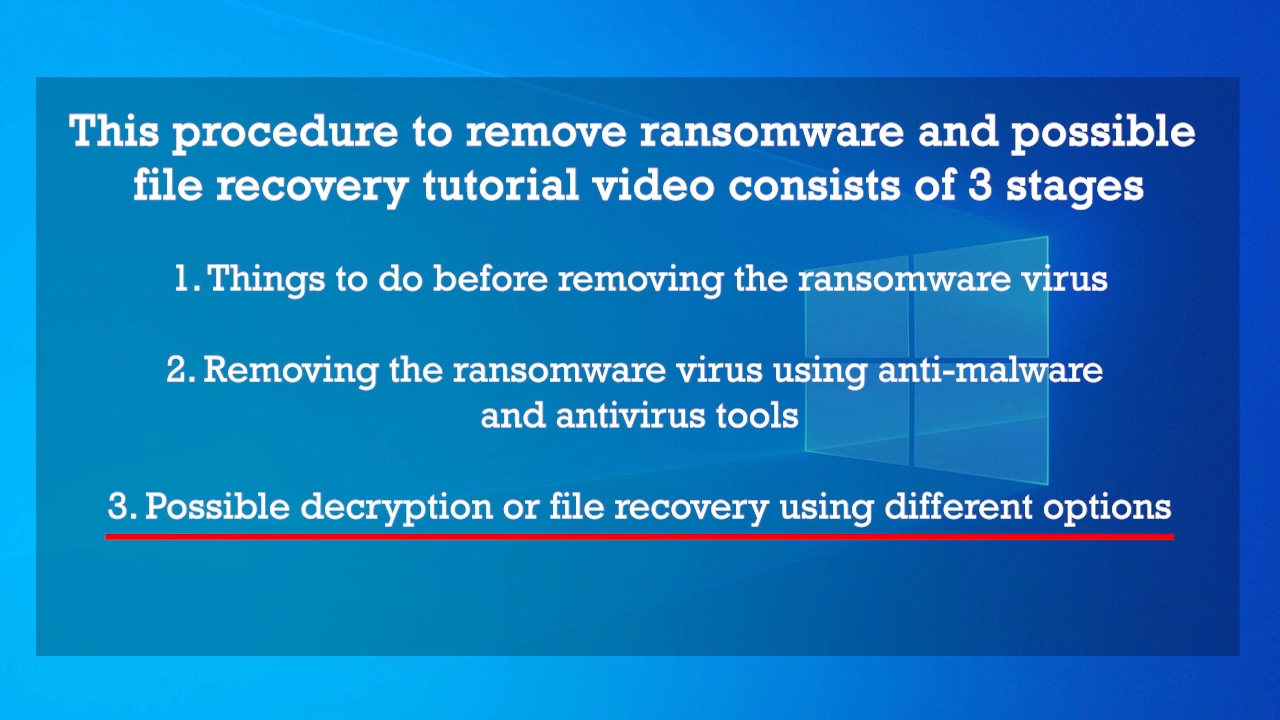 This procedure to remove ransomware and possible
file recovery tutorial video consists of 3 stages
1. Things to do before removing the ransomware virus
2. Removing the ransomware virus using anti-malware
and antivirus tools
3. Possible decryption or file recovery using different options